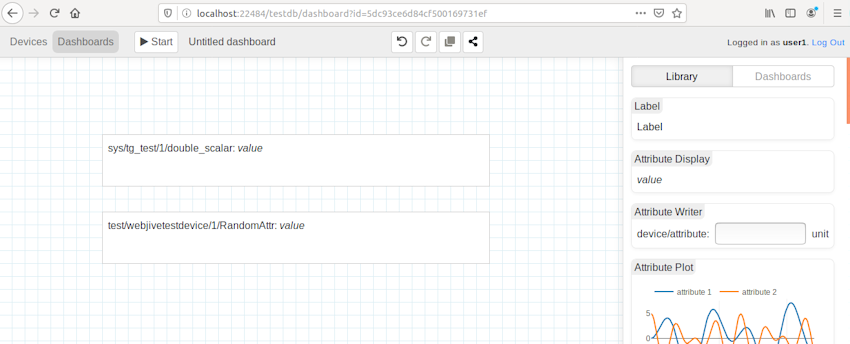 localhost:22484/testdb/dashboard?id=5dc93ce6d84cf500169731ef
Devices Dashboards Start Untitled dashboard Logged in as user1. Log Out
Library Dashboards
Label
Label
sys/tg_test/1/double_scalar: value
Attribute Display
value
Attribute Writer
test/webjivetestdevice/1/RandomAttr: value
device/attribute: unit
Attribute Plot
attribute 1 attribute 2
5
0